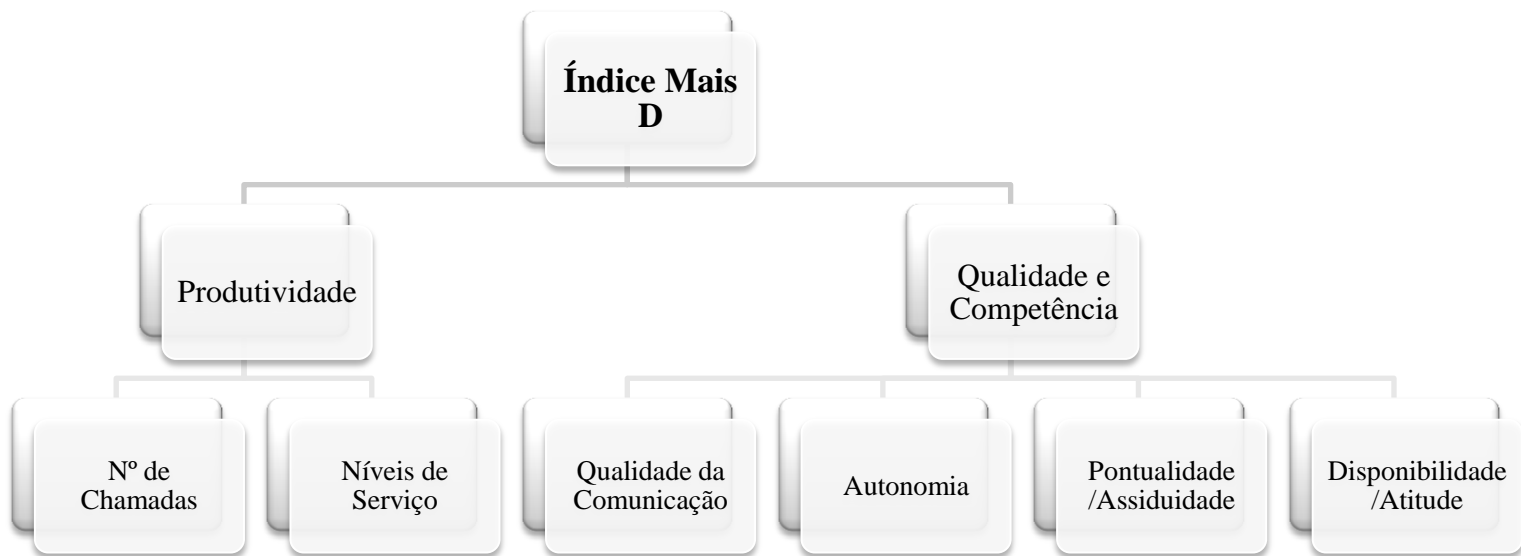 Índice Mais
D
Produtividade
Qualidade e
Competência
Nº de
Chamadas
Níveis de
Serviço
Qualidade da
Comunicação
Autonomia
Pontualidade
/Assiduidade
Disponibilidade
/Atitude